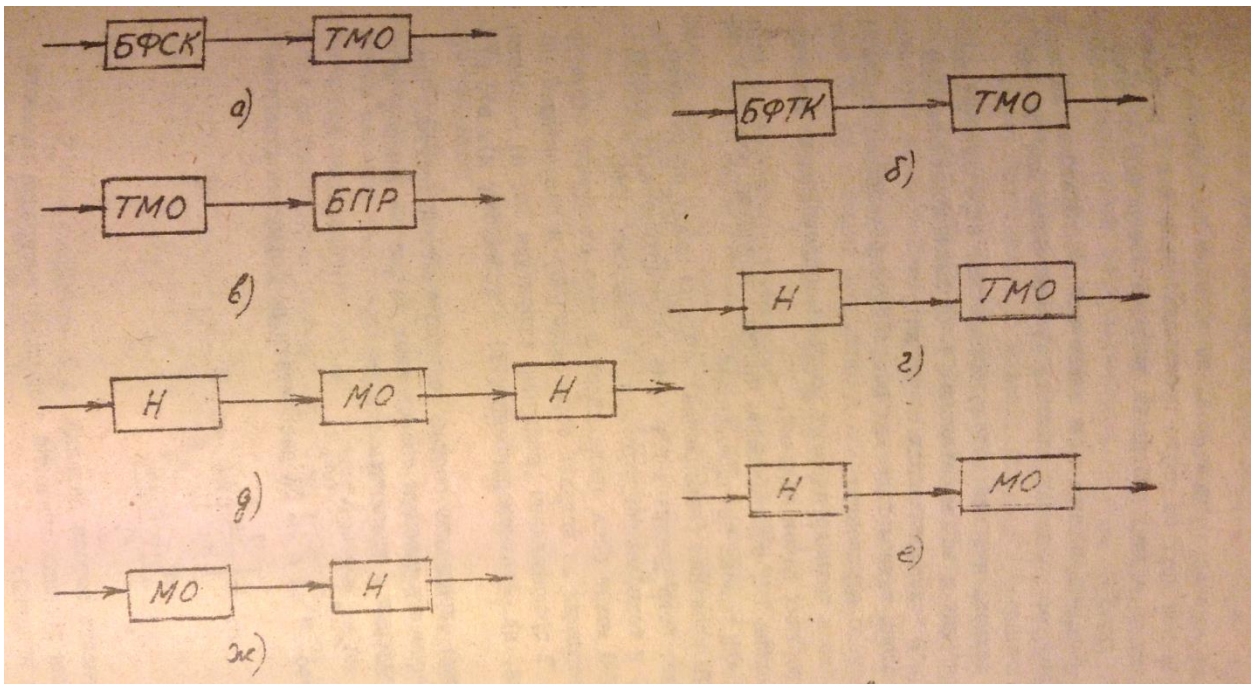 БФСК ТМО
а)
БФТК ТМО
б)
ТМО БПР
в)
Н ТМО
г)
Н МО Н
д)
Н МО
е)
МО Н
ж)